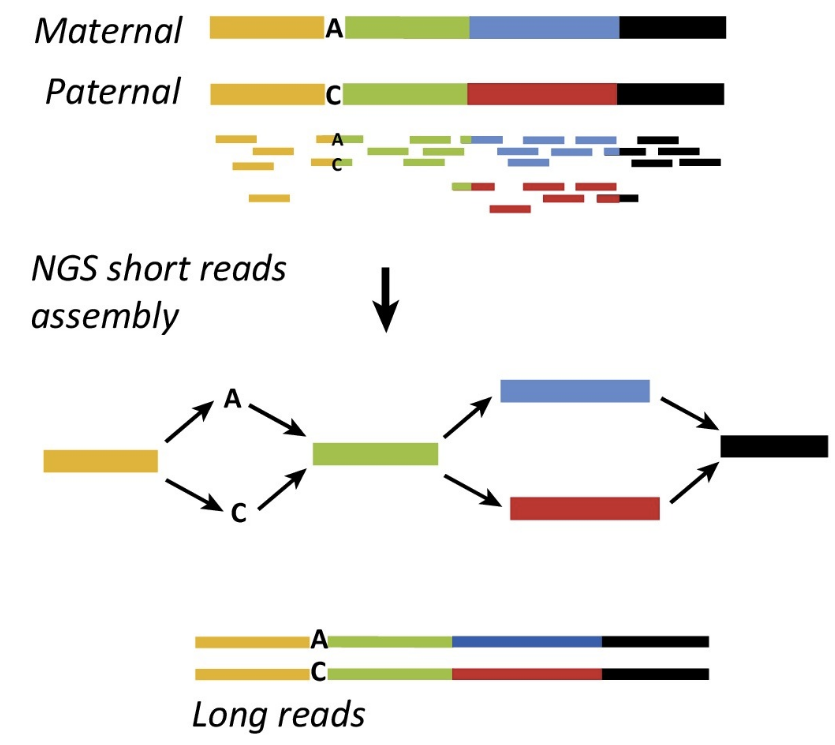 Maternal
A
Paternal
C
A
C
NGS short reads
assembly
A
C
A
C
Long reads